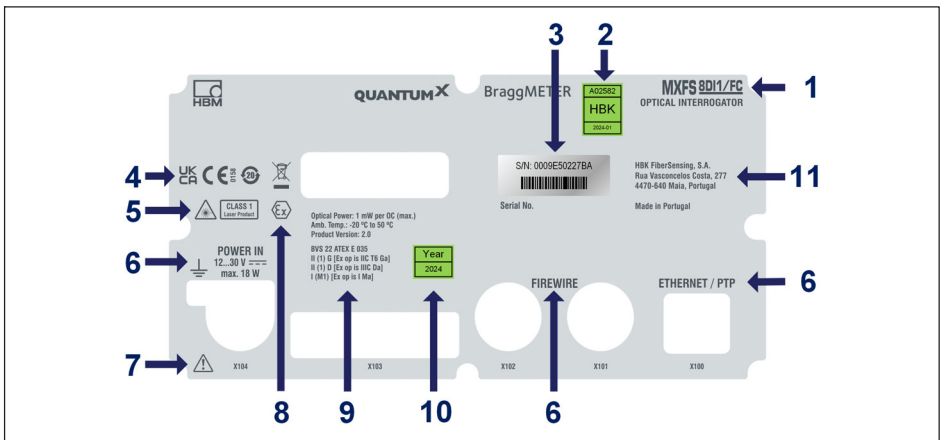 3
2
HBM
QUANTUMX
BraggMETER
A02582
HBK
2024-01
MXFS 8DI1/FC
OPTICAL INTERROGATOR
1
4
UK CA CE 0158 20
S/N: 0009E50227BA
Serial No.
HBK FiberSensing, S.A.
Rua Vasconcelos Costa, 277
4470-640 Maia, Portugal
Made in Portugal
11
5
CLASS 1
Laser Product
Ex
Optical Power: 1 mW per OC (max.)
Amb. Temp.: -20 ºC to 50 ºC
Product Version: 2.0
BVS 22 ATEX E 035
II (1) G [Ex op is IIC T6 Ga]
II (1) D [Ex op is IIIC Da]
I (M1) [Ex op is I Ma]
Year
2024
6
POWER IN
12...30 V
max. 18 W
FIREWIRE
ETHERNET / PTP
6
7
X104
X103
X102
X101
X100
8
9
10
6